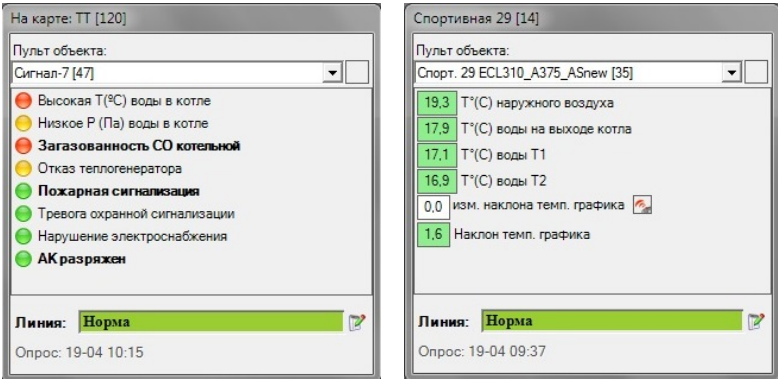 На карте: ТТ [120]
Пульт объекта:
Сигнал-7 [47]
Высокая Т(ºС) воды в котле
Низкое Р (Па) воды в котле
Загазованность СО котельной
Отказ теплогенератора
Пожарная сигнализация
Тревога охранной сигнализации
Нарушение электроснабжения
АК разряжен
Линия: Норма
Опрос: 19-04 10:15
Спортивная 29 [14]
Пульт объекта:
Спорт. 29 ECL310_A375_ASnew [35]
19,3 Т°(С) наружного воздуха
17,9 Т°(С) воды на выходе котла
17,1 Т°(С) воды Т1
16,9 Т°(С) воды Т2
0,0 изм. наклона темп. графика
1,6 Наклон темп. графика
Линия: Норма
Опрос: 19-04 09:37